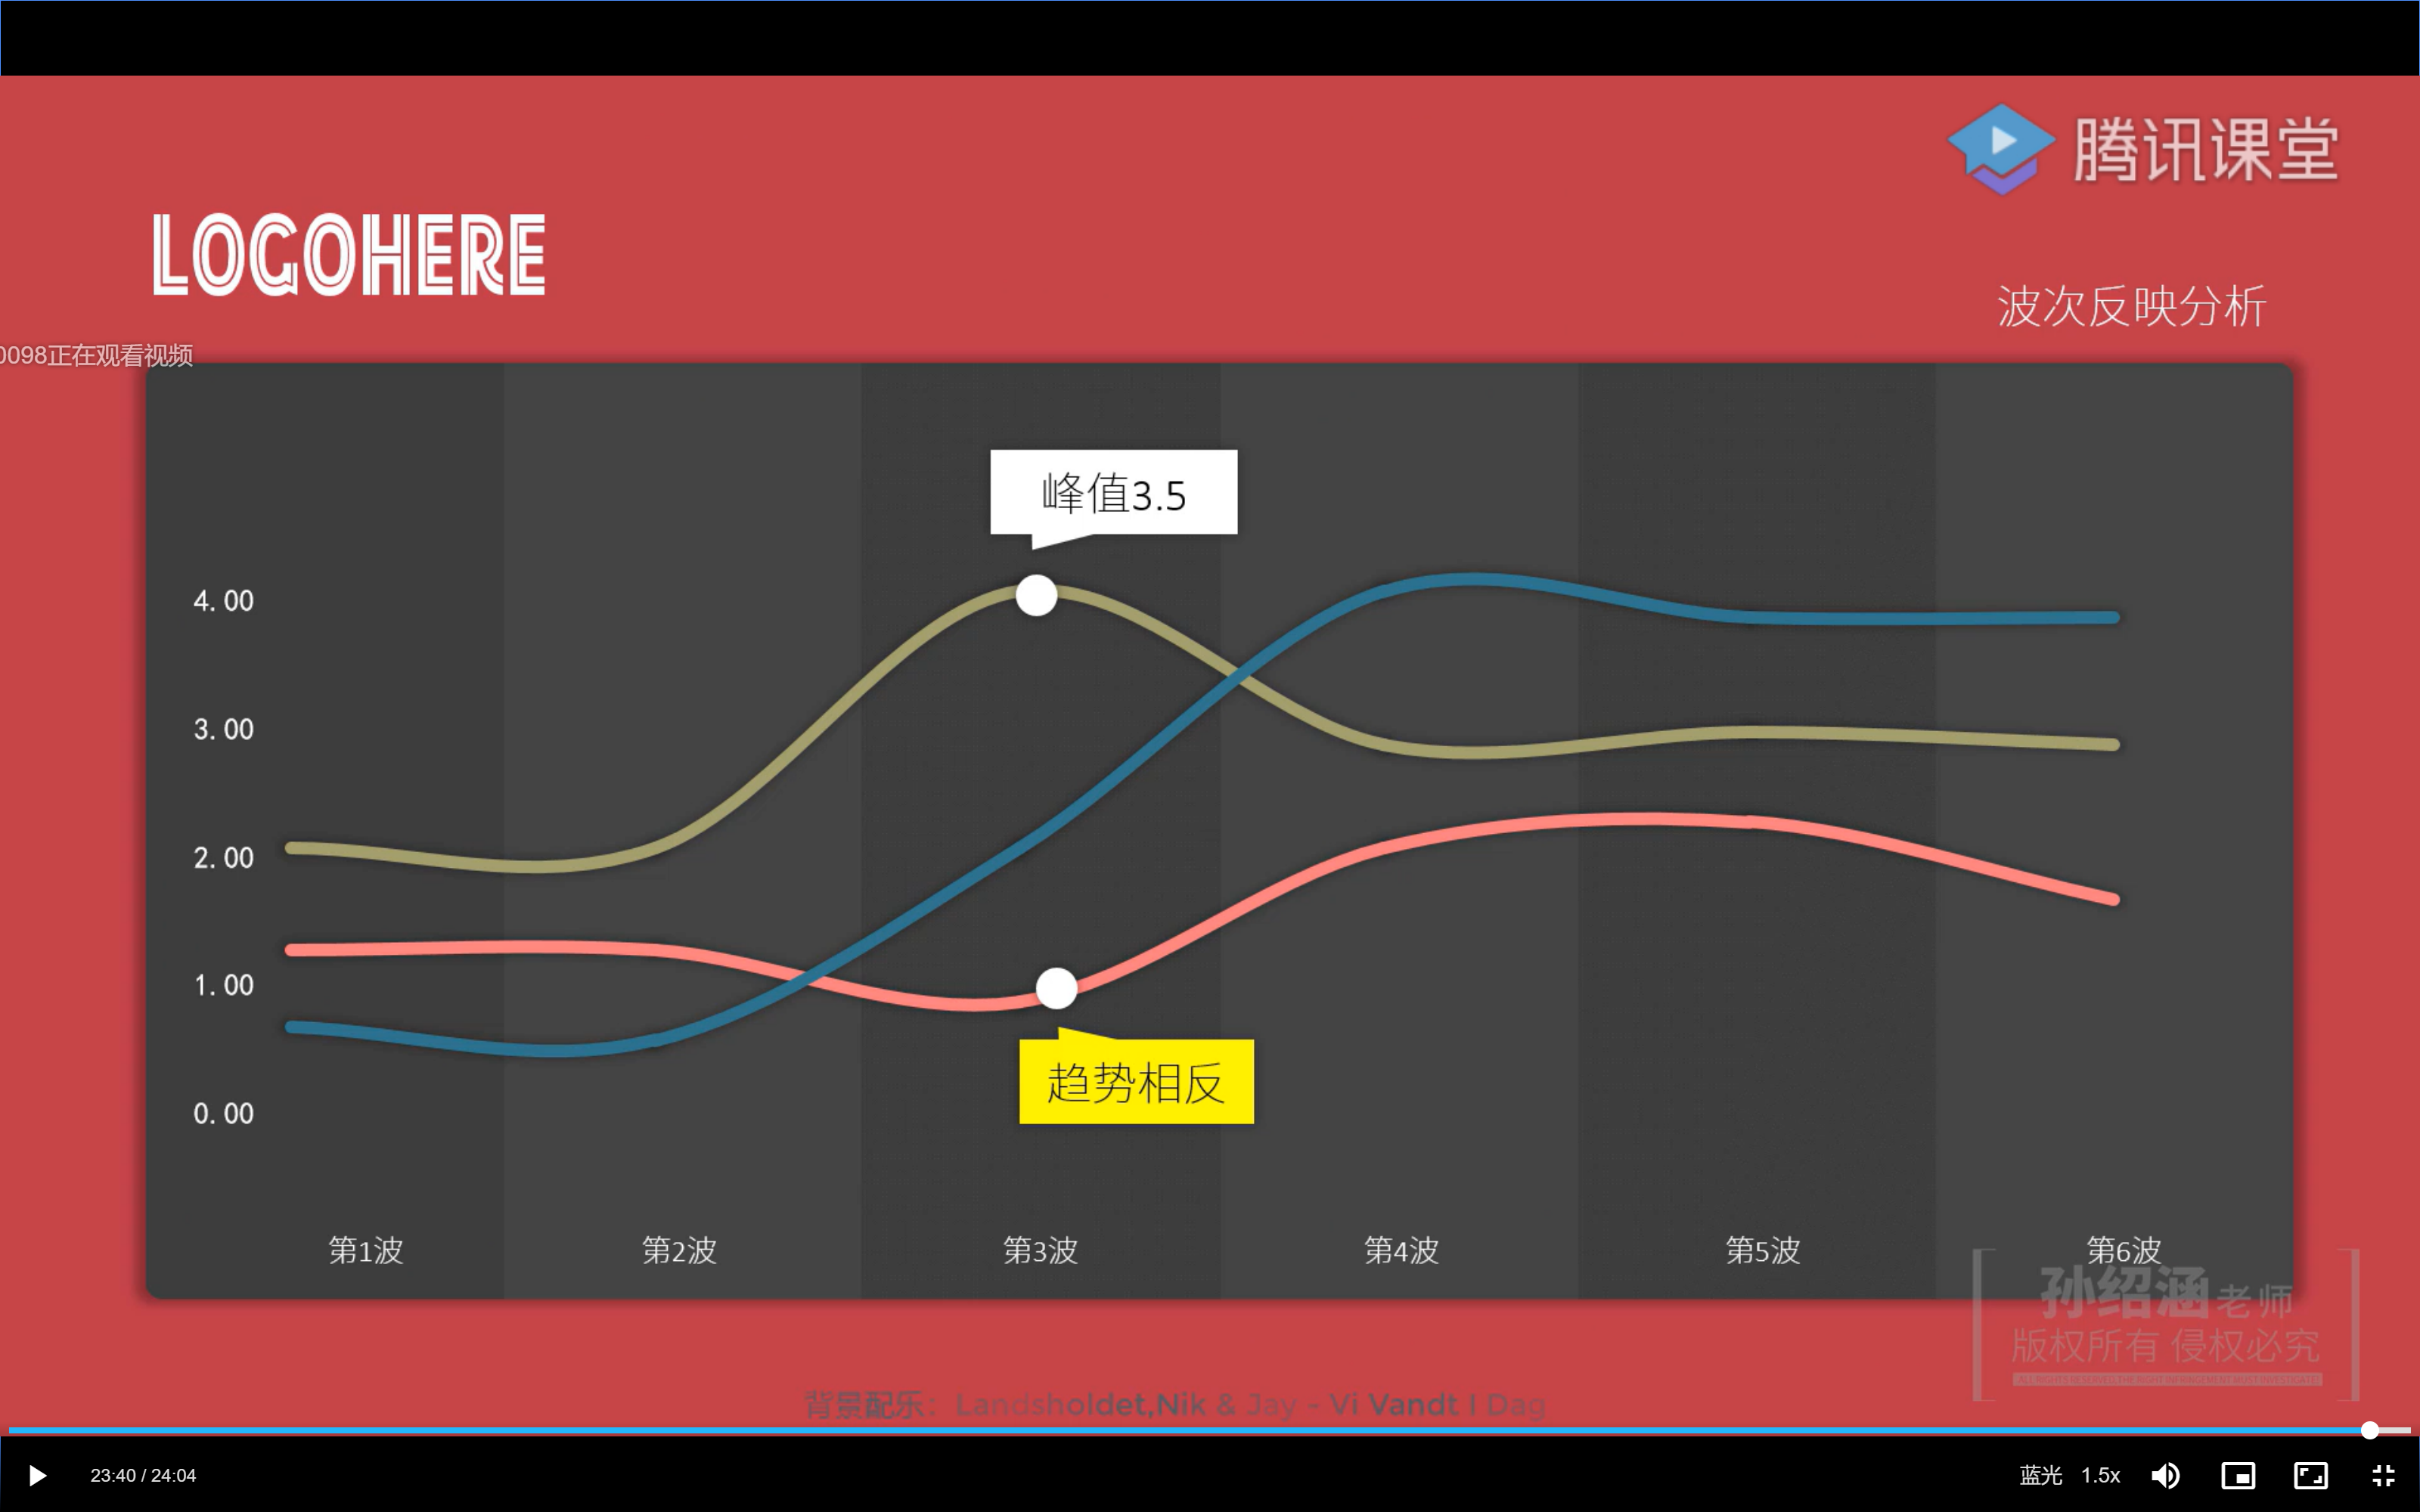 腾讯课堂
LOGOHERE
波次反映分析
0098正在观看视频
峰值3.5
4.00
3.00
2.00
1.00
0.00
趋势相反
第1波 第2波 第3波 第4波 第5波 第6波
孙绍涵老师
版权所有 侵权必究
背景配乐：Landsholdet,Nik & Jay - Vi Vandt I Dag
23:40 / 24:04
蓝光 1.5x